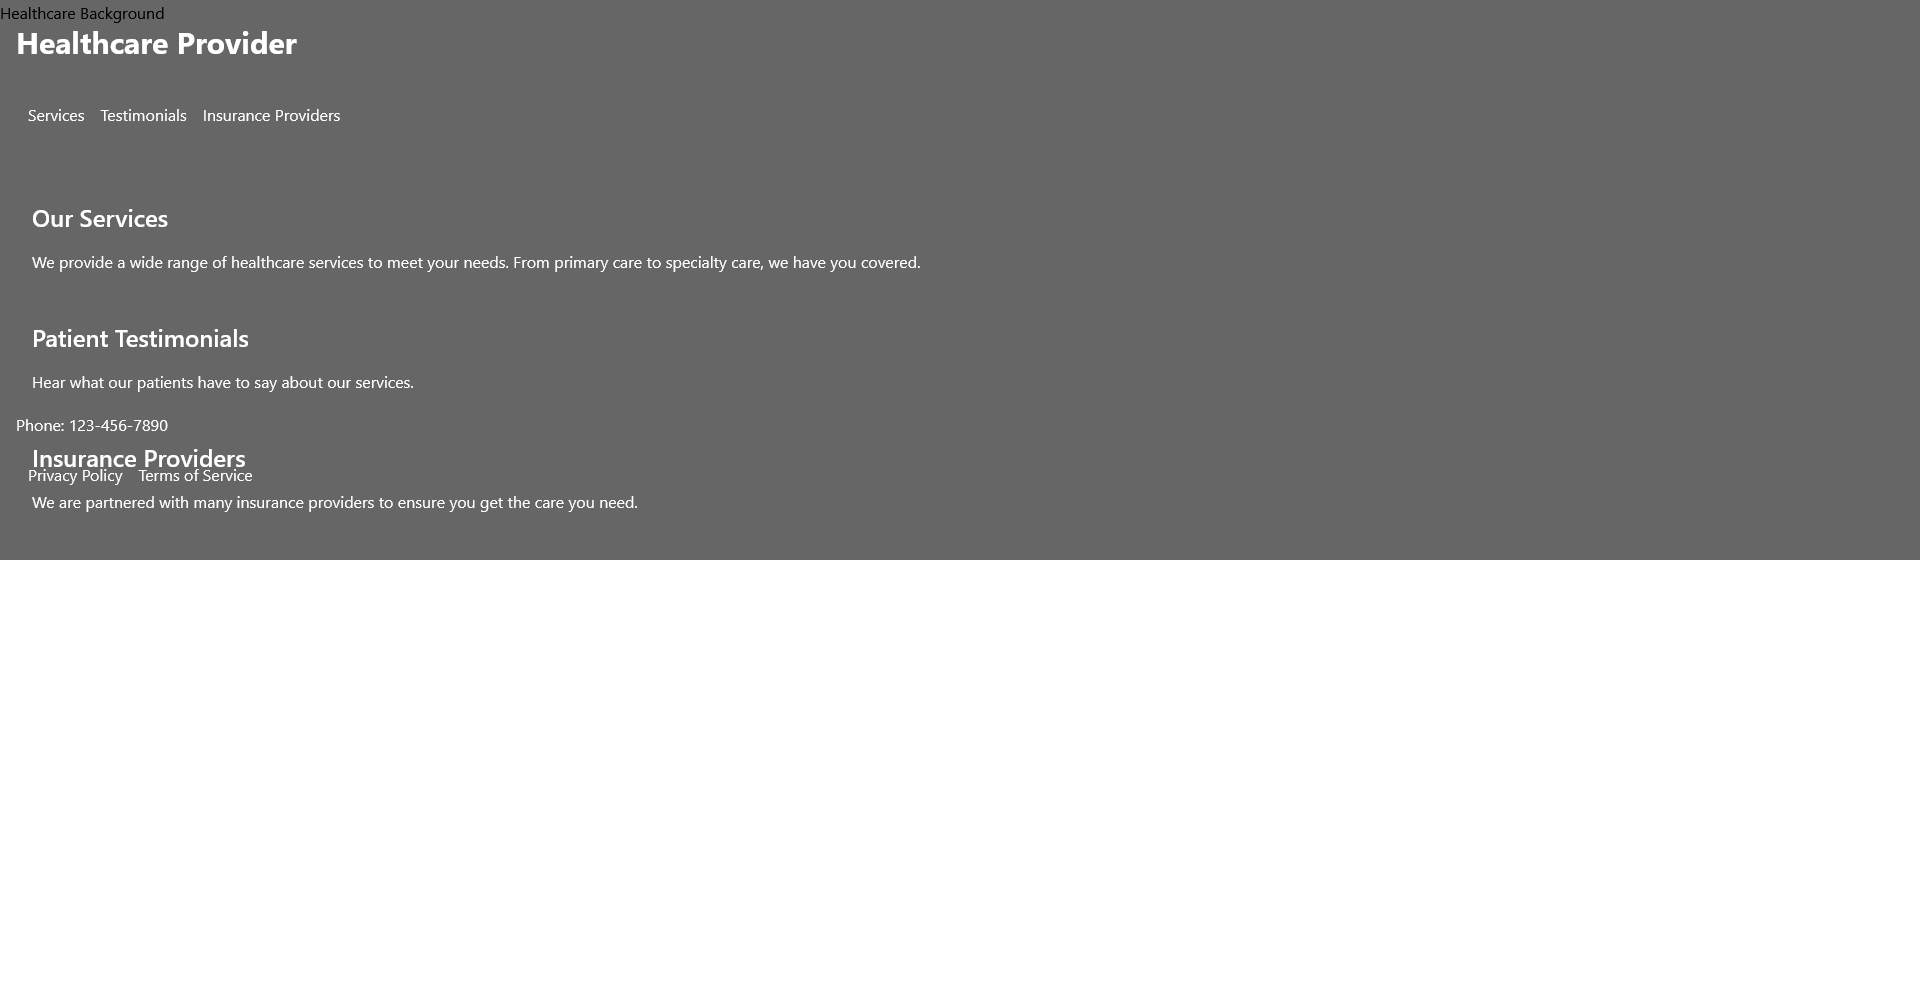 Healthcare Background
Healthcare Provider
Services Testimonials Insurance Providers
Our Services
We provide a wide range of healthcare services to meet your needs. From primary care to specialty care, we have you covered.
Patient Testimonials
Hear what our patients have to say about our services.
Phone: 123-456-7890
Insurance Providers
Privacy Policy Terms of Service
We are partnered with many insurance providers to ensure you get the care you need.